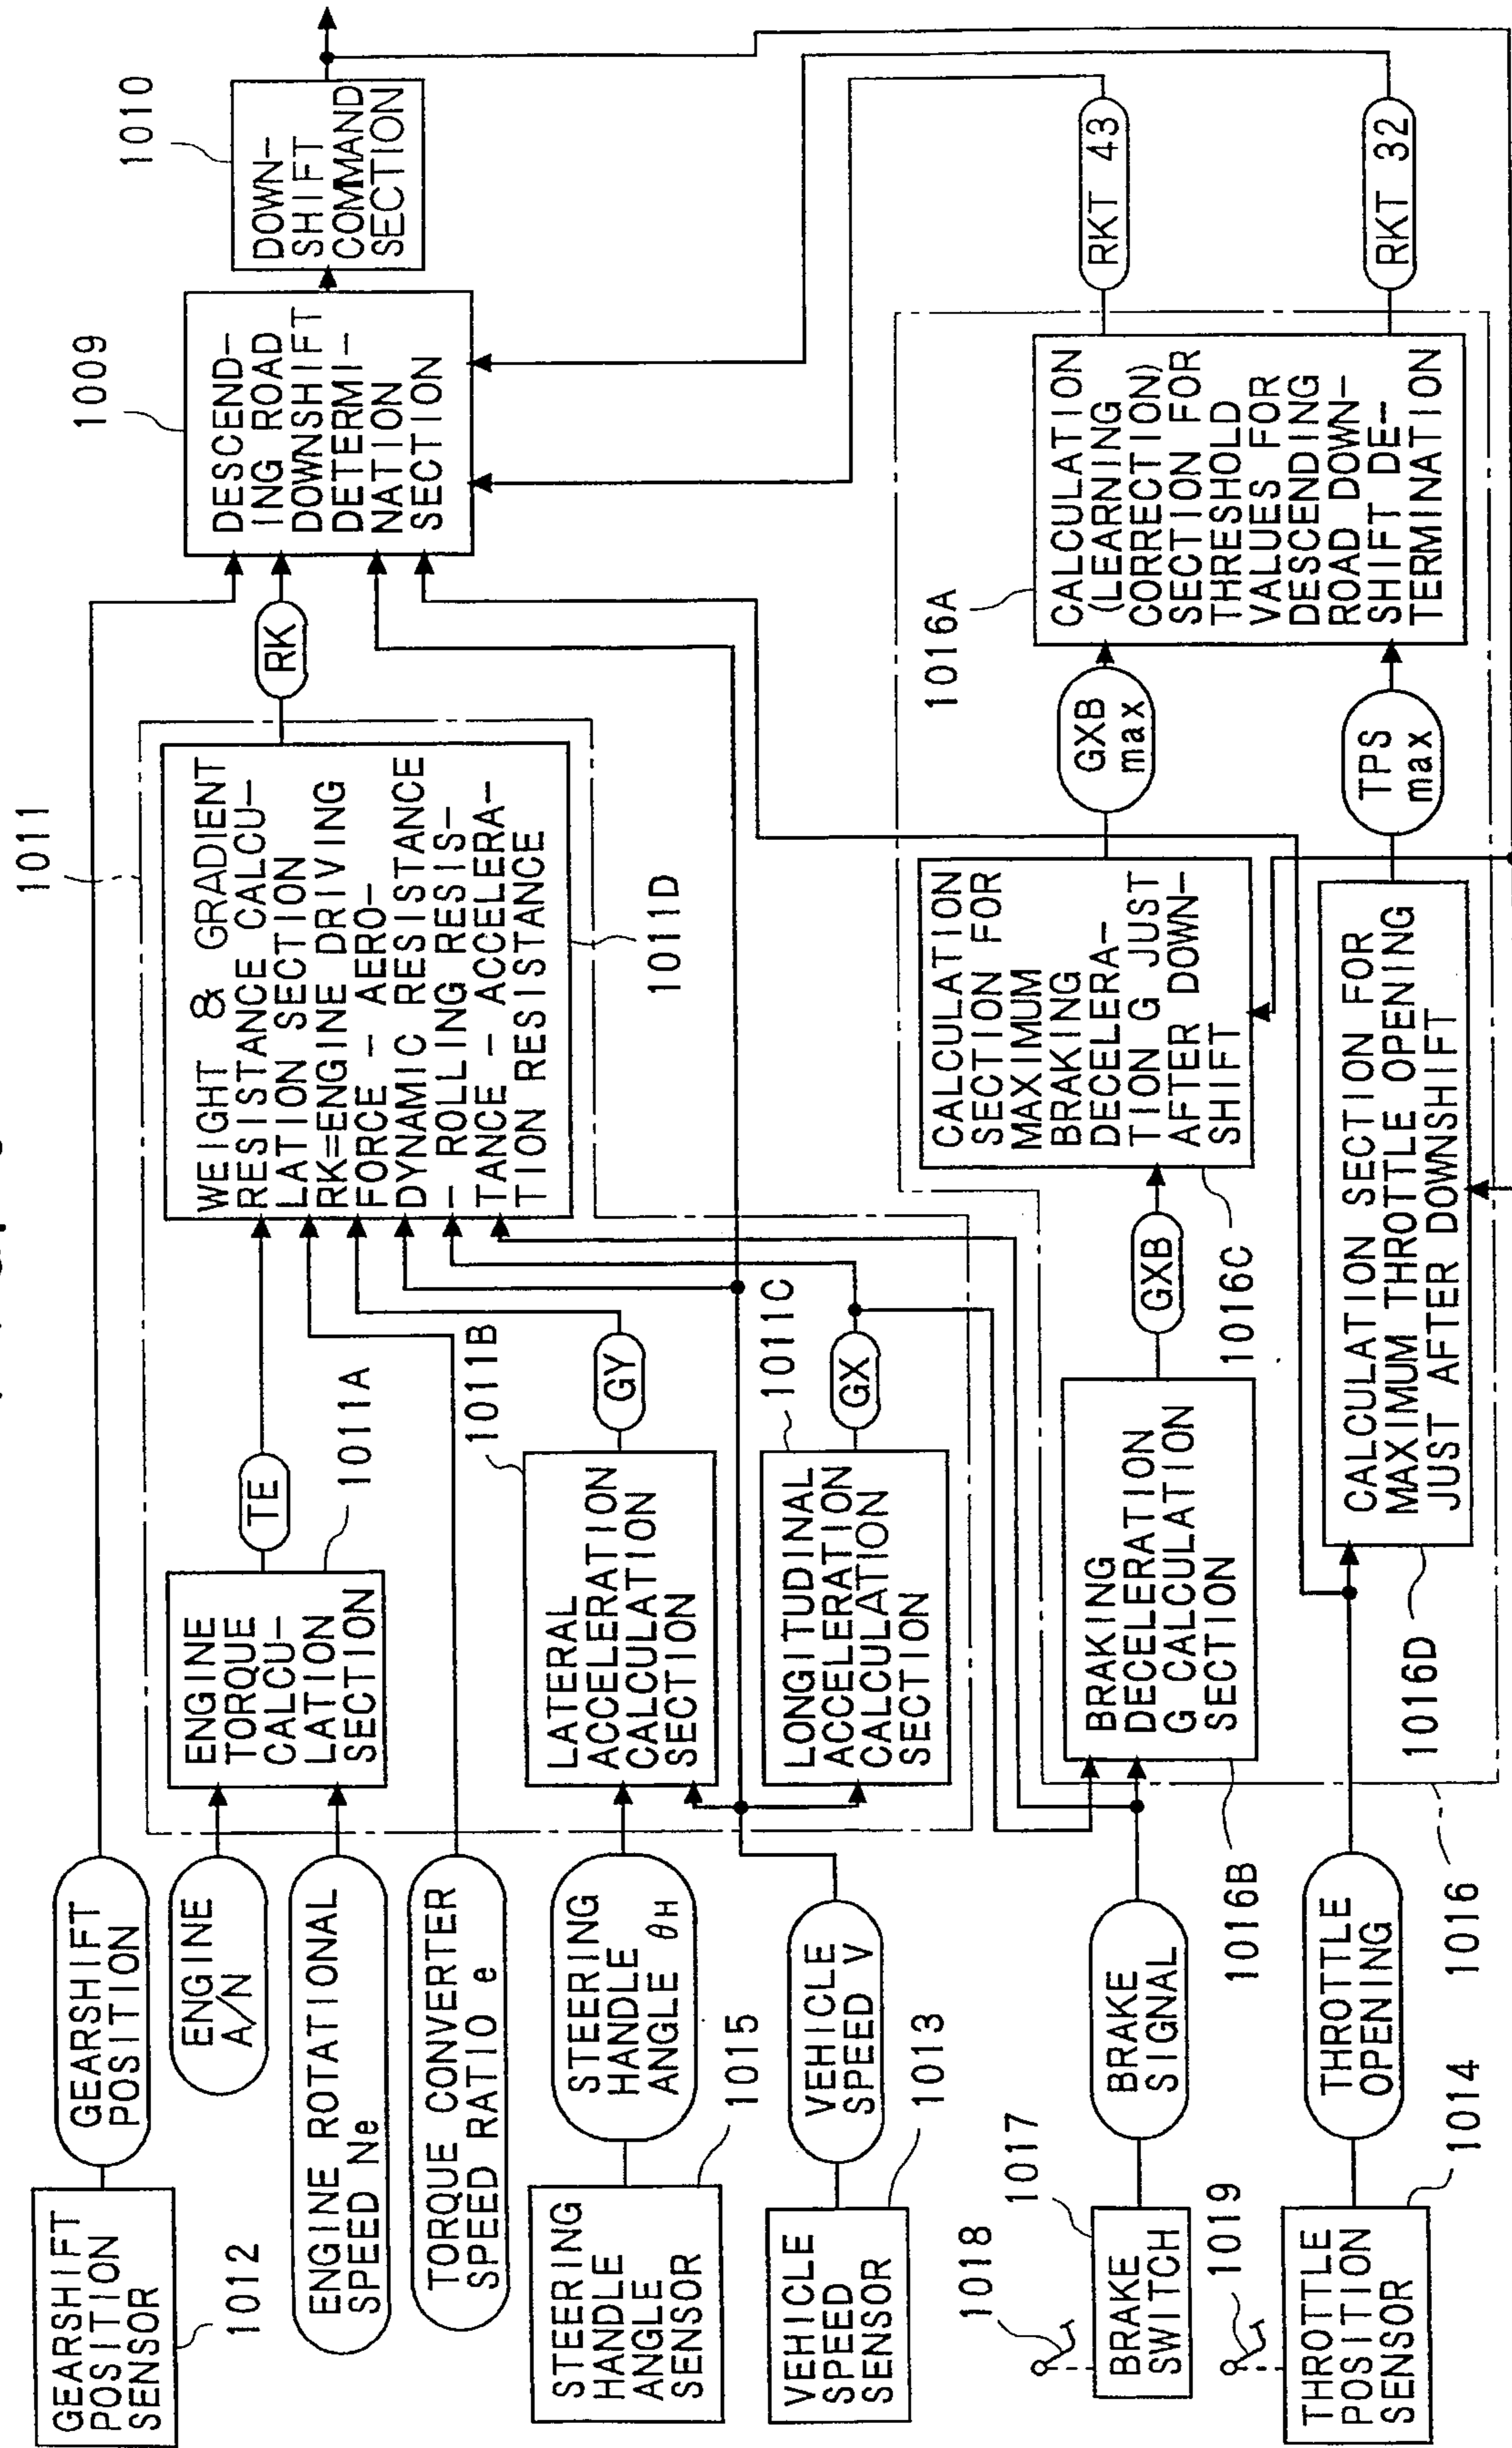 GEARSHIFT
POSITION
SENSOR
1012
GEARSHIFT
POSITION
ENGINE
A/N
ENGINE ROTATIONAL
SPEED Ne
TORQUE CONVERTER
SPEED RATIO e
STEERING
HANDLE
ANGLE
SENSOR
1015
STEERING
HANDLE
ANGLE θH
VEHICLE
SPEED
SENSOR
1013
VEHICLE
SPEED V
1018
BRAKE
SWITCH
1017
BRAKE
SIGNAL
1019
THROTTLE
POSITION
SENSOR
1014
THROTTLE
OPENING
1011
ENGINE
TORQUE
CALCU-
LATION
SECTION
1011A
TE
LATERAL
ACCELERATION
CALCULATION
SECTION
1011B
GY
LONGITUDINAL
ACCELERATION
CALCULATION
SECTION
1011C
GX
WEIGHT & GRADIENT
RESISTANCE CALCU-
LATION SECTION
RK=ENGINE DRIVING
FORCE - AERO-
DYNAMIC RESISTANCE
- ROLLING RESIS-
TANCE - ACCELERA-
TION RESISTANCE
1011D
RK
DESCEND-
ING ROAD
DOWNSHIFT
DETERMI-
NATION
SECTION
1009
DOWN-
SHIFT
COMMAND
SECTION
1010
BRAKING
DECELERATION
G CALCULATION
SECTION
1016B
GXB
CALCULATION
SECTION FOR
MAXIMUM
BRAKING
DECELERA-
TION G JUST
AFTER DOWN-
SHIFT
1016C
GXB
max
CALCULATION SECTION FOR
MAXIMUM THROTTLE OPENING
JUST AFTER DOWNSHIFT
1016D
1016
TPS
max
1016A
CALCULATION
(LEARNING
CORRECTION)
SECTION FOR
THRESHOLD
VALUES FOR
DESCENDING
ROAD DOWN-
SHIFT DE-
TERMINATION
RKT 43
RKT 32